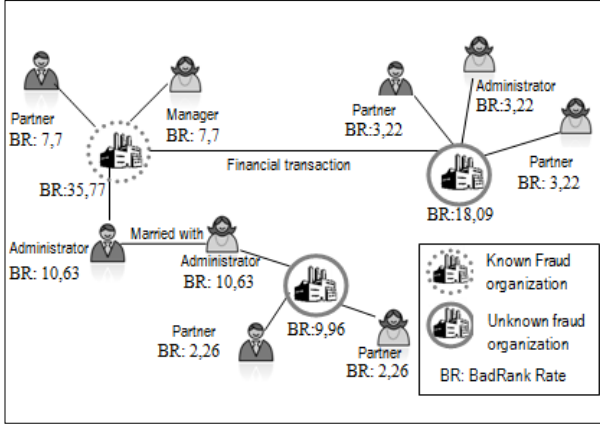 Partner
BR: 7,7
Manager
BR: 7,7
BR:35,77
Financial transaction
Partner
BR:3,22
Administrator
BR:3,22
Partner
BR: 3,22
BR:18,09
Administrator
BR: 10,63
Married with
Administrator
BR: 10,63
BR:9,96
Partner
BR: 2,26
Partner
BR: 2,26
Known Fraud
organization
Unknown fraud
organization
BR: BadRank Rate